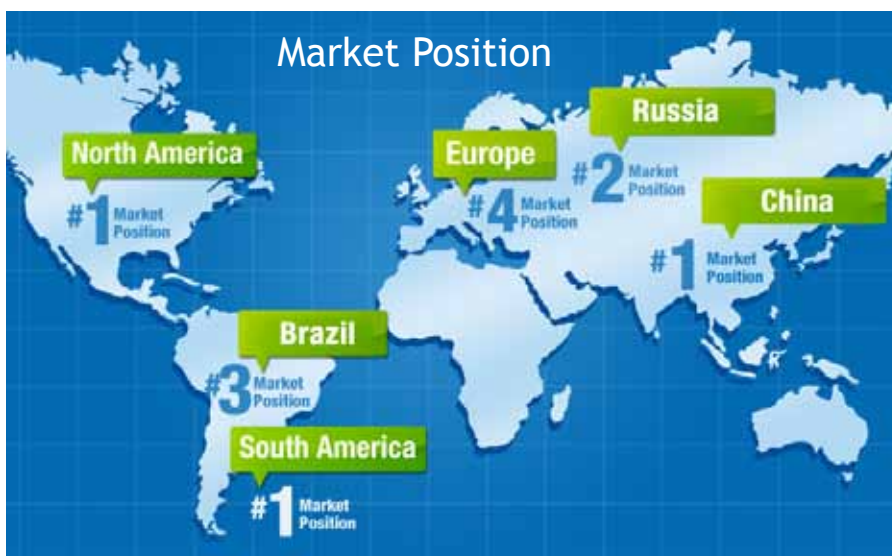 Market Position
Russia
#2 Market
Position
North America
#1 Market
Position
Europe
#4 Market
Position
China
#1 Market
Position
Brazil
#3 Market
Position
South America
#1 Market
Position